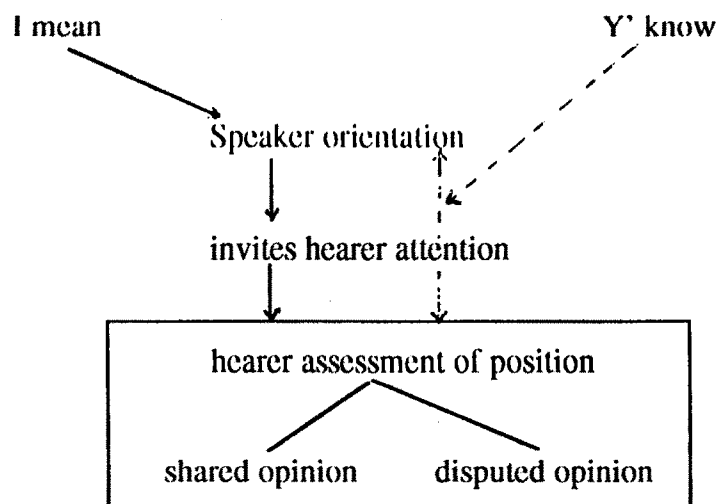 I mean Y' know
Speaker orientation
invites hearer attention
hearer assessment of position
shared opinion disputed opinion